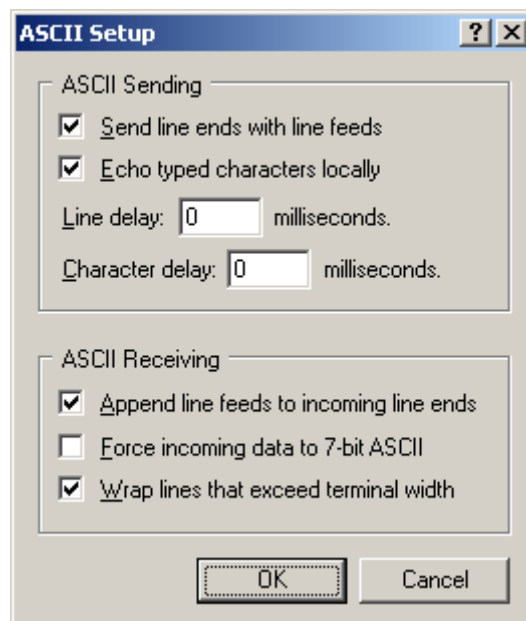 ASCII Setup
ASCII Sending
Send line ends with line feeds
Echo typed characters locally
Line delay: 0 milliseconds.
Character delay: 0 milliseconds.
ASCII Receiving
Append line feeds to incoming line ends
Force incoming data to 7-bit ASCII
Wrap lines that exceed terminal width
OK Cancel